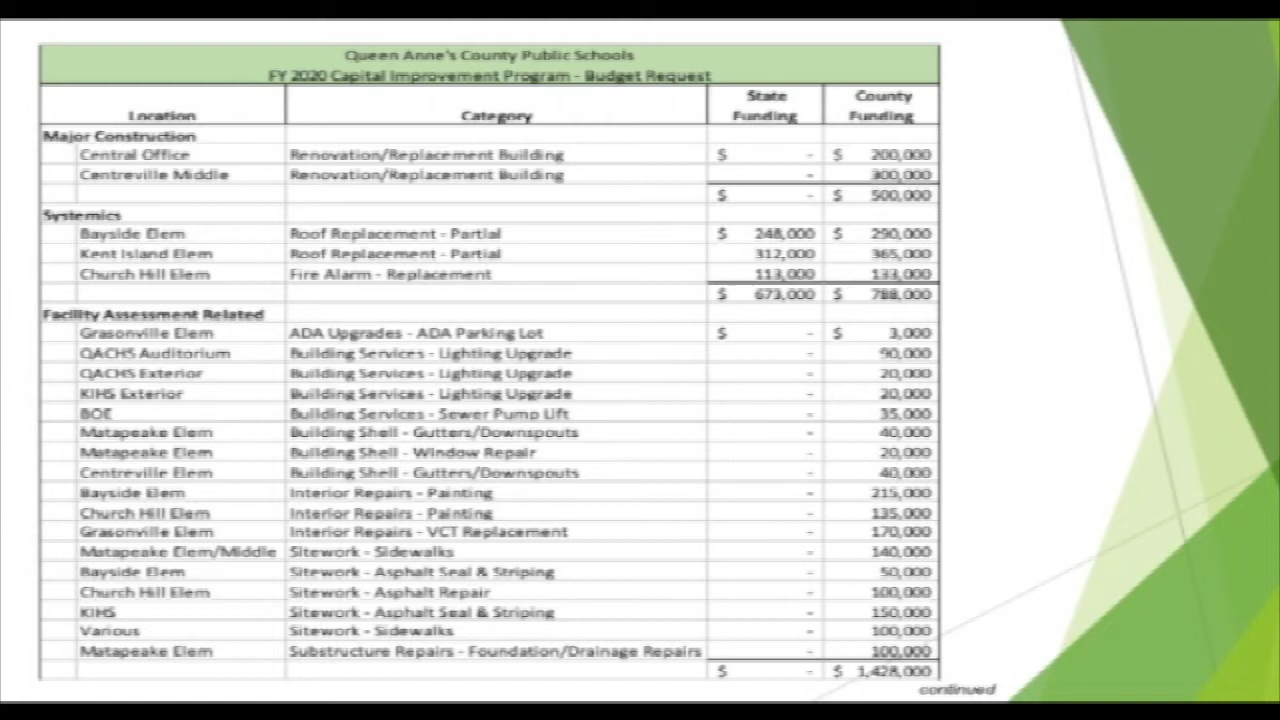 Queen Anne's County Public Schools
FY 2020 Capital Improvement Program - Budget Request
Location Category State Funding County Funding
Major Construction
Central Office Renovation/Replacement Building $ - $ 200,000
Centreville Middle Renovation/Replacement Building - 300,000
$ - $ 500,000
Systemics
Bayside Elem Roof Replacement - Partial $ 248,000 $ 290,000
Kent Island Elem Roof Replacement - Partial 312,000 365,000
Church Hill Elem Fire Alarm - Replacement 113,000 133,000
$ 673,000 $ 788,000
Facility Assessment Related
Grasonville Elem ADA Upgrades - ADA Parking Lot $ - $ 3,000
QACHS Auditorium Building Services - Lighting Upgrade - 90,000
QACHS Exterior Building Services - Lighting Upgrade - 20,000
KIHS Exterior Building Services - Lighting Upgrade - 20,000
BOE Building Services - Sewer Pump Lift - 35,000
Matapeake Elem Building Shell - Gutters/Downspouts - 40,000
Matapeake Elem Building Shell - Window Repair - 20,000
Centreville Elem Building Shell - Gutters/Downspouts - 40,000
Bayside Elem Interior Repairs - Painting - 215,000
Church Hill Elem Interior Repairs - Painting - 135,000
Grasonville Elem Interior Repairs - VCT Replacement - 170,000
Matapeake Elem/Middle Sitework - Sidewalks - 140,000
Bayside Elem Sitework - Asphalt Seal & Striping - 50,000
Church Hill Elem Sitework - Asphalt Repair - 100,000
KIHS Sitework - Asphalt Seal & Striping - 150,000
Various Sitework - Sidewalks - 100,000
Matapeake Elem Substructure Repairs - Foundation/Drainage Repairs - 100,000
$ - $ 1,428,000
continued